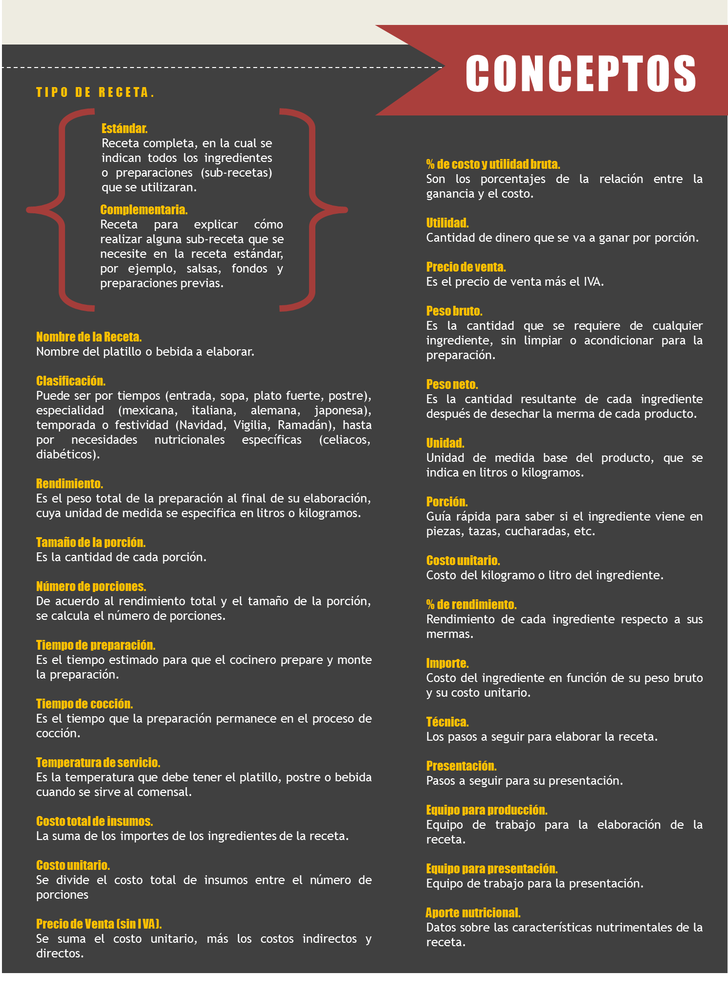 CONCEPTOS
TIPO DE RECETA.
Estándar.
Receta completa, en la cual se
indican todos los ingredientes
o preparaciones (sub-recetas)
que se utilizaran.
Complementaria.
Receta para explicar cómo
realizar alguna sub-receta que se
necesite en la receta estándar,
por ejemplo, salsas, fondos y
preparaciones previas.
Nombre de la Receta.
Nombre del platillo o bebida a elaborar.
Clasificación.
Puede ser por tiempos (entrada, sopa, plato fuerte, postre),
especialidad (mexicana, italiana, alemana, japonesa),
temporada o festividad (Navidad, Vigilia, Ramadán), hasta
por necesidades nutricionales específicas (celiacos,
diabéticos).
Rendimiento.
Es el peso total de la preparación al final de su elaboración,
cuya unidad de medida se especifica en litros o kilogramos.
Tamaño de la porción.
Es la cantidad de cada porción.
Número de porciones.
De acuerdo al rendimiento total y el tamaño de la porción,
se calcula el número de porciones.
Tiempo de preparación.
Es el tiempo estimado para que el cocinero prepare y monte
la preparación.
Tiempo de cocción.
Es el tiempo que la preparación permanece en el proceso de
cocción.
Temperatura de servicio.
Es la temperatura que debe tener el platillo, postre o bebida
cuando se sirve al comensal.
Costo total de insumos.
La suma de los importes de los ingredientes de la receta.
Costo unitario.
Se divide el costo total de insumos entre el número de
porciones
Precio de Venta (sin IVA).
Se suma el costo unitario, más los costos indirectos y
directos.
% de costo y utilidad bruta.
Son los porcentajes de la relación entre la
ganancia y el costo.
Utilidad.
Cantidad de dinero que se va a ganar por porción.
Precio de venta.
Es el precio de venta más el IVA.
Peso bruto.
Es la cantidad que se requiere de cualquier
ingrediente, sin limpiar o acondicionar para la
preparación.
Peso neto.
Es la cantidad resultante de cada ingrediente
después de desechar la merma de cada producto.
Unidad.
Unidad de medida base del producto, que se
indica en litros o kilogramos.
Porción.
Guía rápida para saber si el ingrediente viene en
piezas, tazas, cucharadas, etc.
Costo unitario.
Costo del kilogramo o litro del ingrediente.
% de rendimiento.
Rendimiento de cada ingrediente respecto a sus
mermas.
Importe.
Costo del ingrediente en función de su peso bruto
y su costo unitario.
Técnica.
Los pasos a seguir para elaborar la receta.
Presentación.
Pasos a seguir para su presentación.
Equipo para producción.
Equipo de trabajo para la elaboración de la
receta.
Equipo para presentación.
Equipo de trabajo para la presentación.
Aporte nutricional.
Datos sobre las características nutrimentales de la
receta.